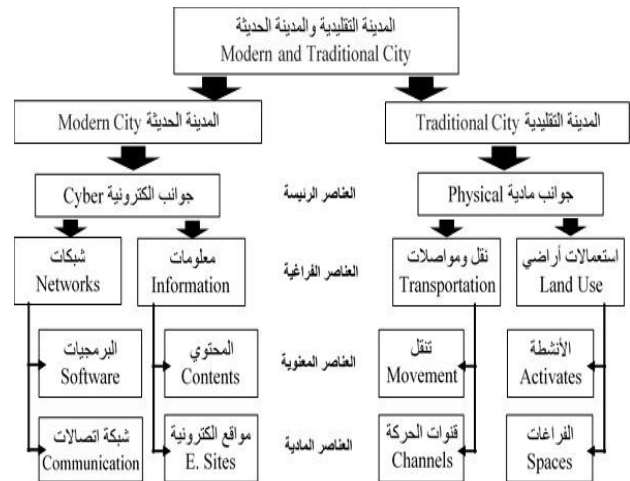 المدينة التقليدية والمدينة الحديثة
Modern and Traditional City
المدينة الحديثة Modern City
المدينة التقليدية Traditional City
جوانب الكترونية Cyber
العناصر الرئيسة
جوانب مادية Physical
شبكات
Networks
معلومات
Information
العناصر الفراغية
نقل ومواصلات
Transportation
استعمالات أراضي
Land Use
البرمجيات
Software
المحتوي
Contents
العناصر المعنوية
تنقل
Movement
الأنشطة
Activates
شبكة اتصالات
Communication
مواقع الكترونية
E. Sites
العناصر المادية
قنوات الحركة
Channels
الفراغات
Spaces